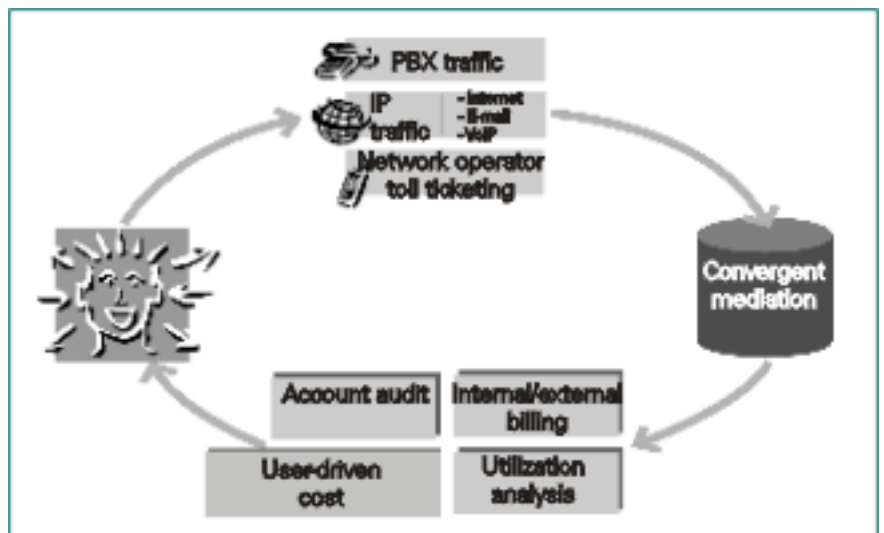 PBX traffic
IP
traffic
- Internet
- E-mail
- VoIP
Network operator
toll ticketing
Convergent
mediation
Account audit
Internal/external
billing
User-driven
cost
Utilization
analysis